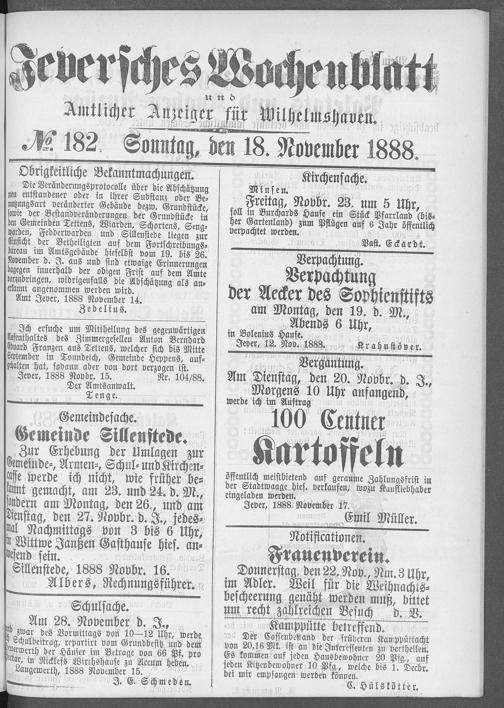 Jeversches Wochenblatt
und
Amtlicher Anzeiger für Wilhelmshaven.
No. 182. Sonntag, den 18. November 1888.
Obrigkeitliche Bekanntmachungen.
Die Veränderungsprotocolle über die Abschätzung
neu entstandener oder in ihrer Substanz oder Be-
nutzungsart veränderter Gebäude bezw. Grundstücke,
sowie der Bestandveränderungen der Grundstücke in
den Gemeinden Tettens, Wiarden, Schortens, Seng-
warden, Fedderwarden und Sillenstede liegen zur
Einsicht der Betheiligten auf dem Fortschreibungs-
bureau im Amtsgebäude hieselbst vom 19. bis 26.
November d. J. aus und sind etwaige Erinnerungen
dagegen innerhalb der obigen Frist auf dem Amte
vorzubringen, widrigenfalls die Abschätzung als an-
erkannt angenommen werden wird.
Amt Jever, 1888 November 14.
Zedelius.
Ich ersuche um Mittheilung des gegenwärtigen
Aufenthaltes des Zimmergesellen Anton Bernhard
Frangen aus Tettens, welcher sich bis Mitte
September in Tonndeich, Gemeinde Heppens, auf-
gehalten hat, sodann aber von dort verzogen ist.
Jever, 1888 Novbr. 15. Nr. 104/88.
Der Amtsanwalt.
Tenge.
Gemeindesache.
Gemeinde Sillenstede.
Zur Erhebung der Umlagen zur
Gemeinde-, Armen-, Schul- und Kirchen-
casse werde ich nicht, wie früher be-
kannt gemacht, am 23. und 24. d. M.,
sondern am Montag, den 26., und am
Dienstag, den 27. Novbr. d. J., jedes-
mal Nachmittags von 3 bis 6 Uhr,
in Wittwe Janßen Gasthause hies. an-
wesend sein.
Sillenstede, 1888 Novbr. 16.
Albers, Rechnungsführer.
Schulsache.
Am 28. November d. J.,
und zwar des Vormittags von 10–12 Uhr, werde
Schulbeitrag, repartirt vom Grundbesitz und dem
Feuerwerth der Häuser im Betrage von 66 Pf. pro
in Ricklefs Wirthshause zu Accum heben.
Langewerth, 1888 November 15.
J. G. Schmeden.
Kirchensache.
Minsen.
Freitag, Novbr. 23, um 5 Uhr,
soll in Burchards Hause ein Stück Pfarrland (bis-
her Gartenland) zum Pflügen auf 6 Jahr öffentlich
verpachtet werden.
Past. Eckardt.
Verpachtung.
Verpachtung
der Aecker des Sophienstifts
am Montag, den 19. d. M.,
Abends 6 Uhr,
in Bolenius Hause.
Jever, 12. Nov. 1888. Krahnstöver.
Vergantung.
Am Dienstag, den 20. Novbr. d. J.,
Morgens 10 Uhr anfangend,
werde ich im Auftrag
100 Centner
Kartoffeln
öffentlich meistbietend auf geraume Zahlungsfrist in
der Stadtwaage hies. verkaufen, wozu Kaufliebhaber
eingeladen werden.
Jever, 1888 November 17.
Emil Müller.
Notificationen.
Frauenverein.
Donnerstag, den 22. Nov., Nm. 3 Uhr,
im Adler. Weil für die Weihnachts-
bescheerung genäht werden muß, bittet
um recht zahlreichen Besuch d. V.
Kamppütte betreffend.
Der Cassenbestand der früheren Kamppüttacht
von 20,16 Mk. ist an die Interessenten zu vertheilen.
Es kommen auf jeden Hausbewohner 20 Pfg., auf
jeden Kitzenbewohner 10 Pfg., welche bis 1. Decbr.
bei mir empfangen werden können.
C. Hülskötter.